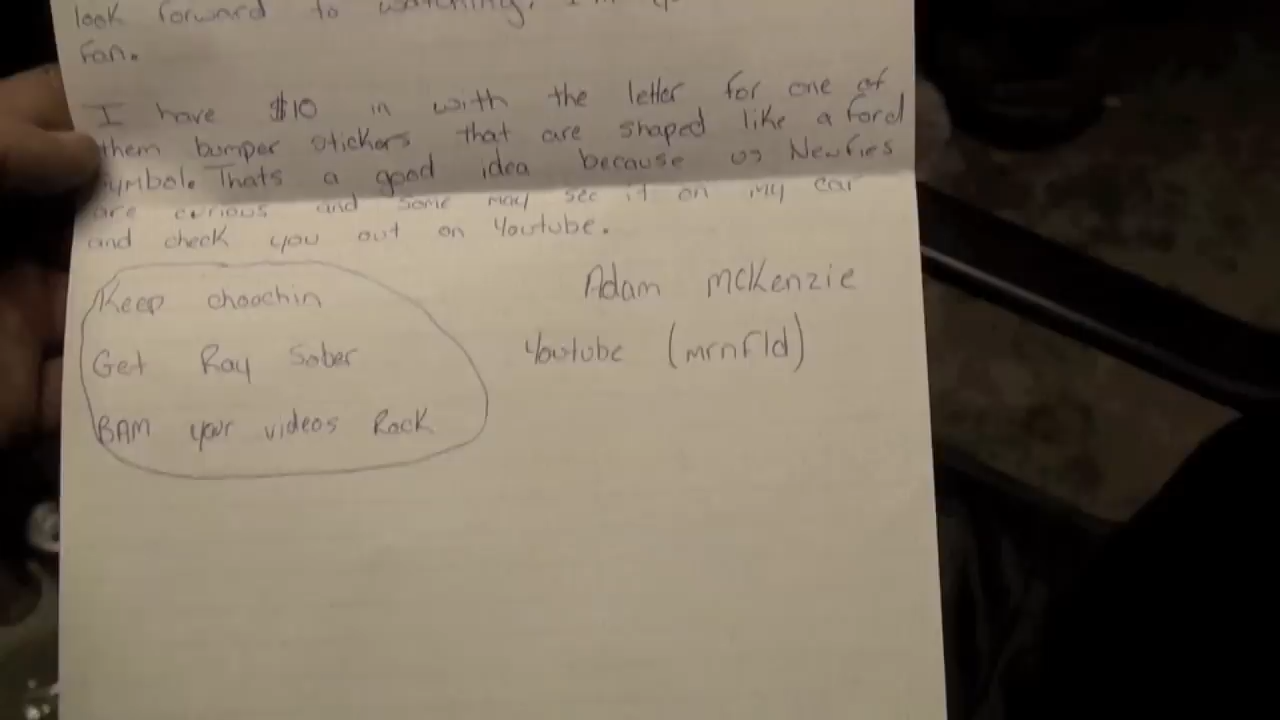 look forward to watching. I'm
Fan.
I have $10 in with the letter for one of
them bumper stickers that are shaped like a Ford
symbol. Thats a good idea because us Newfies
are curious and some may see it on my car
and check you out on Youtube.
Keep choochin
Get Ray Sober
BAM your videos Rock
Adam McKenzie
Youtube (mrnfld)